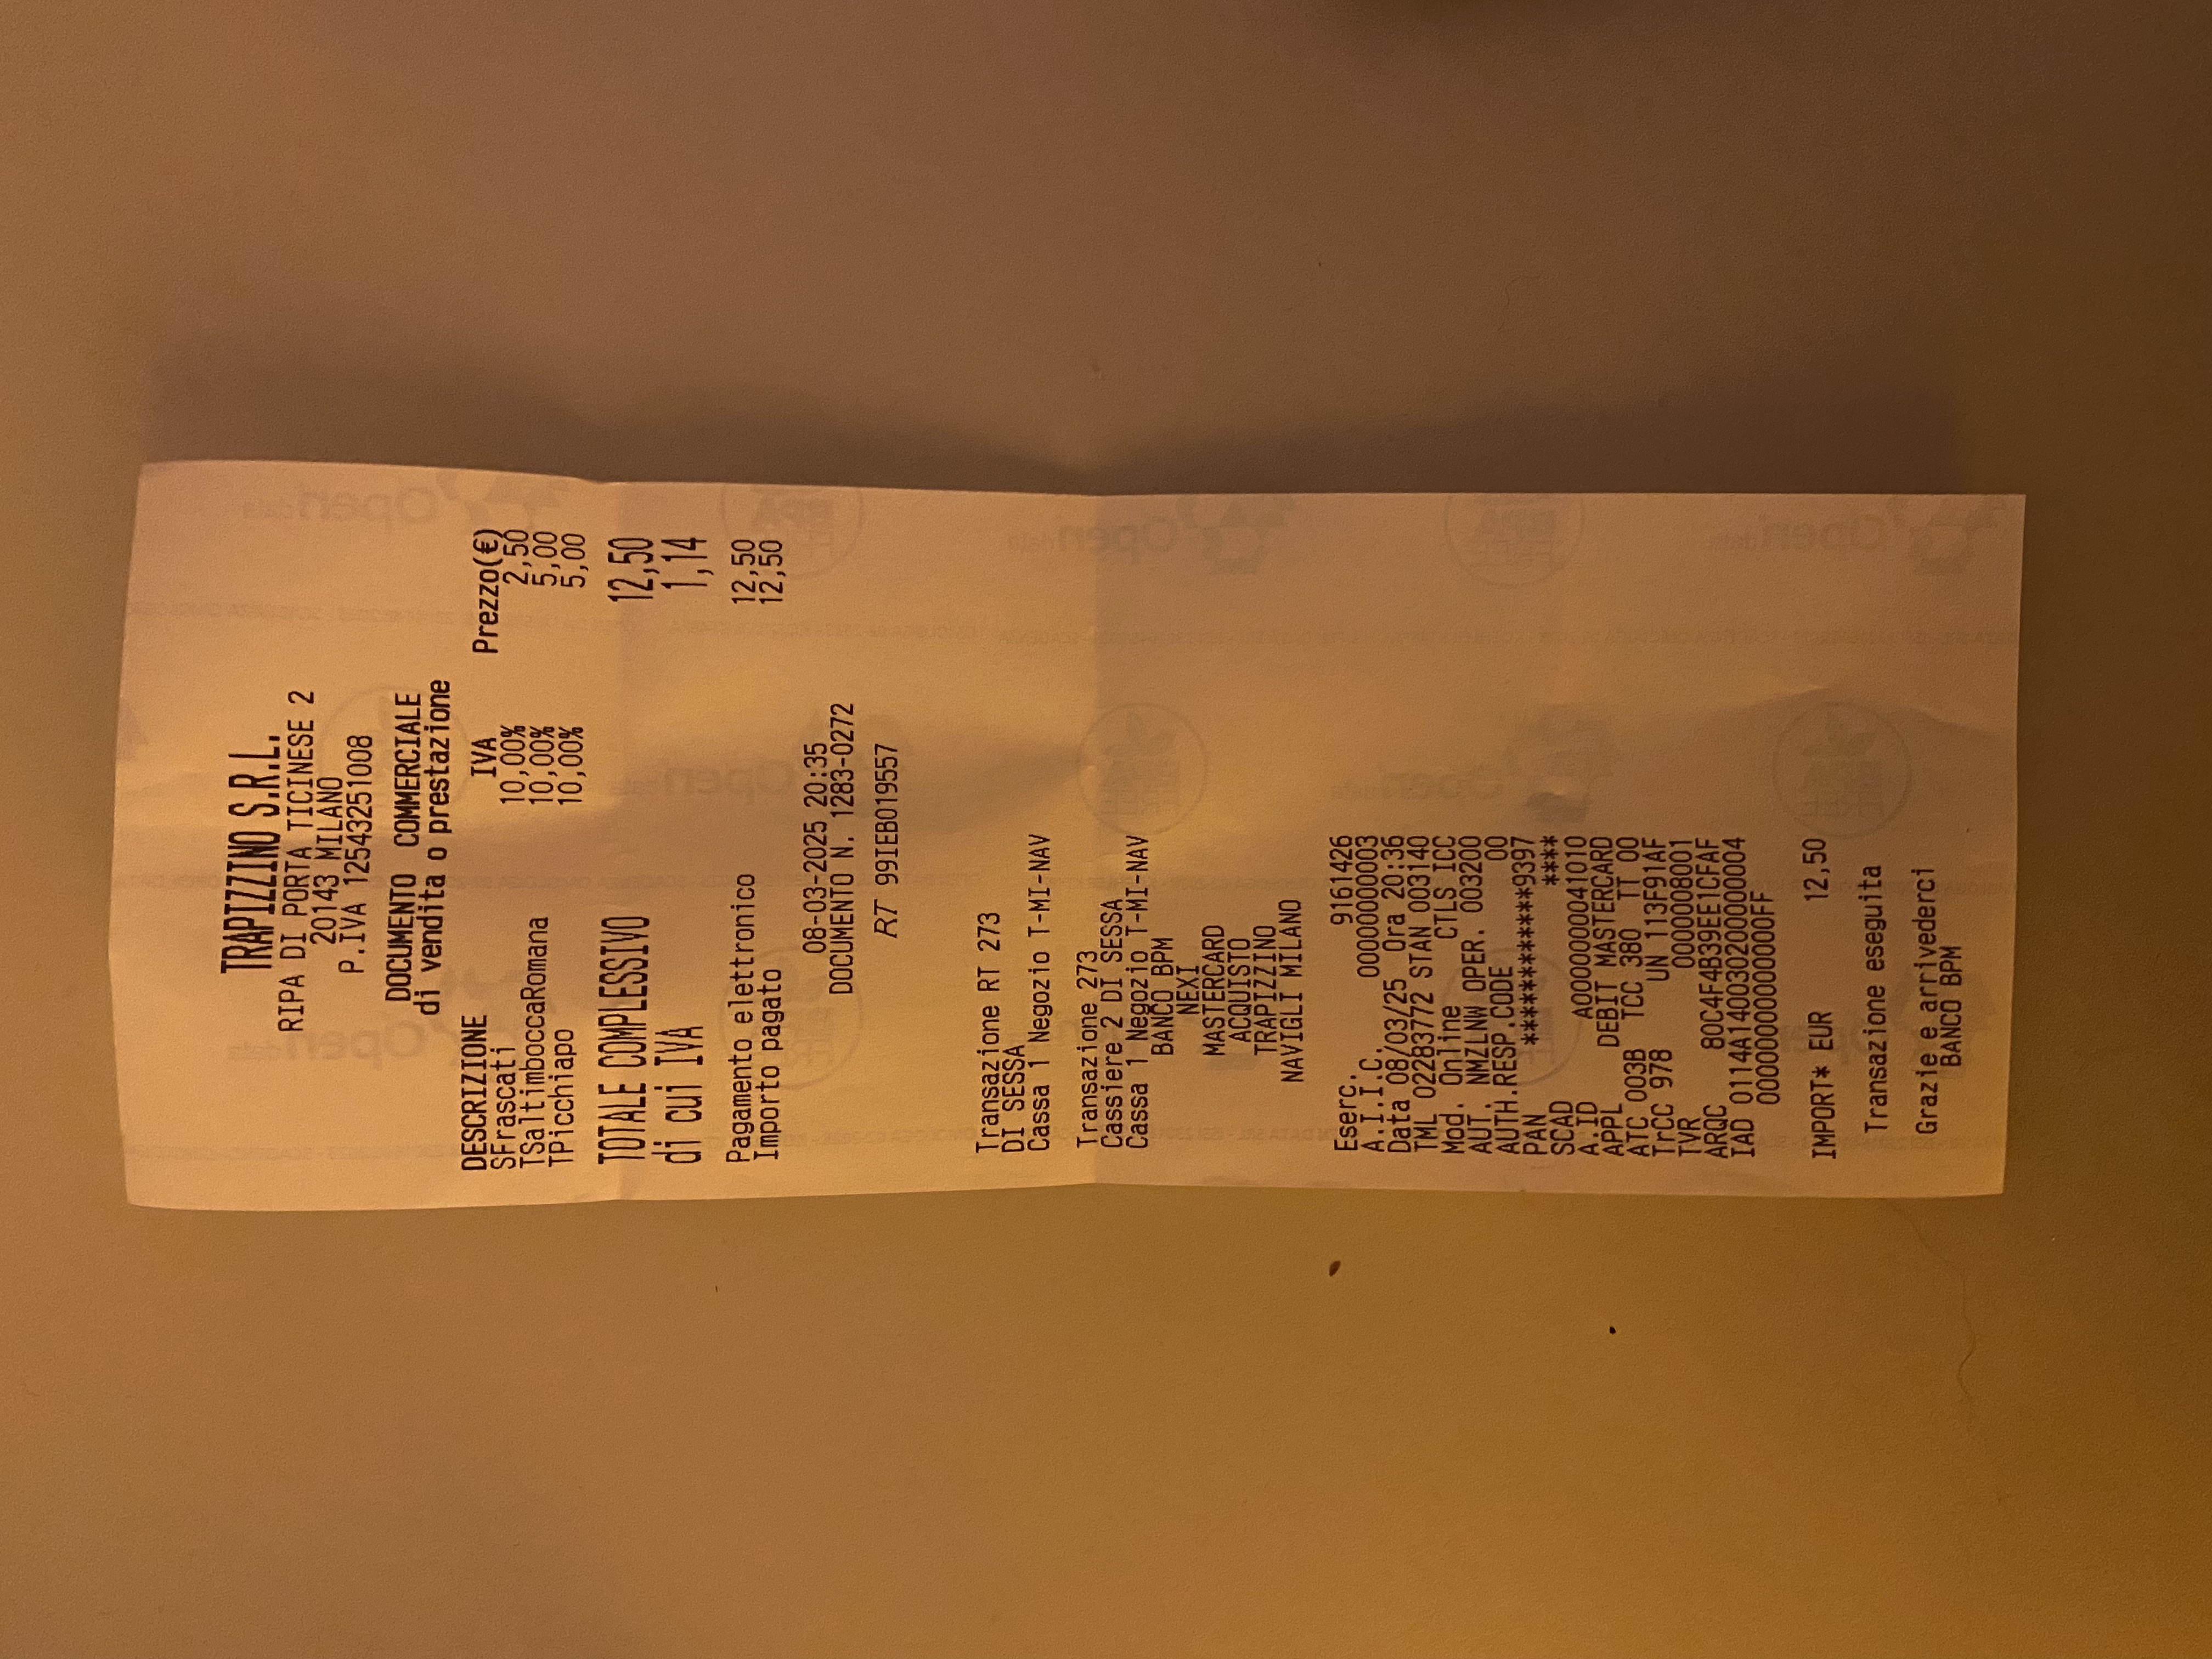 TRAPIZZINO S.R.L.
RIPA DI PORTA TICINESE 2
20143 MILANO
P.IVA 12543251008
DOCUMENTO COMMERCIALE
di vendita o prestazione
DESCRIZIONE IVA Prezzo(€)
SFrascati 10,00% 2,50
TSaltimboccaRomana 10,00% 5,00
TPicchiapo 10,00% 5,00
TOTALE COMPLESSIVO 12,50
di cui IVA 1,14
Pagamento elettronico 12,50
Importo pagato 12,50
08-03-2025 20:35
DOCUMENTO N. 1283-0272
RT 99IEB019557
Transazione RT 273
DI SESSA
Cassa 1 Negozio T-MI-NAV
Transazione 273
Cassiere 2 DI SESSA
Cassa 1 Negozio T-MI-NAV
BANCO BPM
NEXI
MASTERCARD
ACQUISTO
TRAPIZZINO
NAVIGLI MILANO
Eserc. 9161426
A.I.I.C. 00000000003
Data 08/03/25 Ora 20:36
TML 02283772 STAN 003140
Mod. Online CTLS ICC
AUT. NMZLNW OPER. 003200
AUTH.RESP.CODE 00
PAN ************9397
SCAD ****
A.ID A0000000041010
APPL DEBIT MASTERCARD
ATC 003B TCC 380 TT 00
TrCC 978 UN 113F91AF
TVR 0000008001
ARQC 80C4F4B39EE1CFAF
IAD
IMPORT* EUR 12,50
Transazione eseguita
Grazie e arrivederci
BANCO BPM